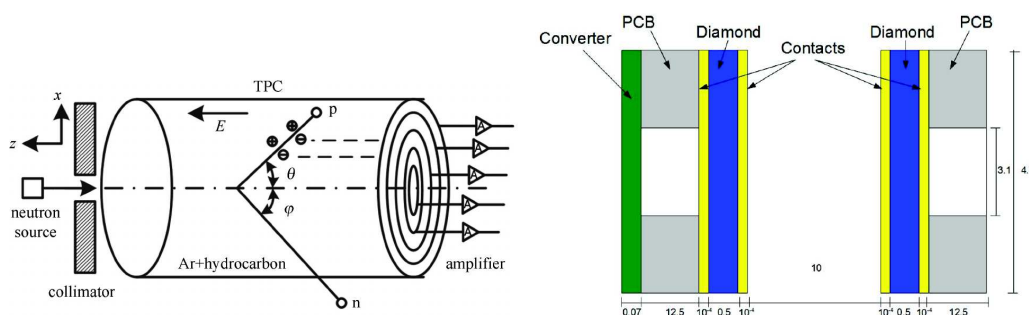 TPC
x
E
p
z
θ
φ
neutron
source
Ar+hydrocarbon
amplifier
collimator
n
A
A
A
A
A
PCB
PCB
Diamond
Diamond
Converter
Contacts
3.1
4.
10
0.07 12.5 10⁻⁴ 0.5 10⁻⁴ 10⁻⁴ 0.5 10⁻⁴ 12.5